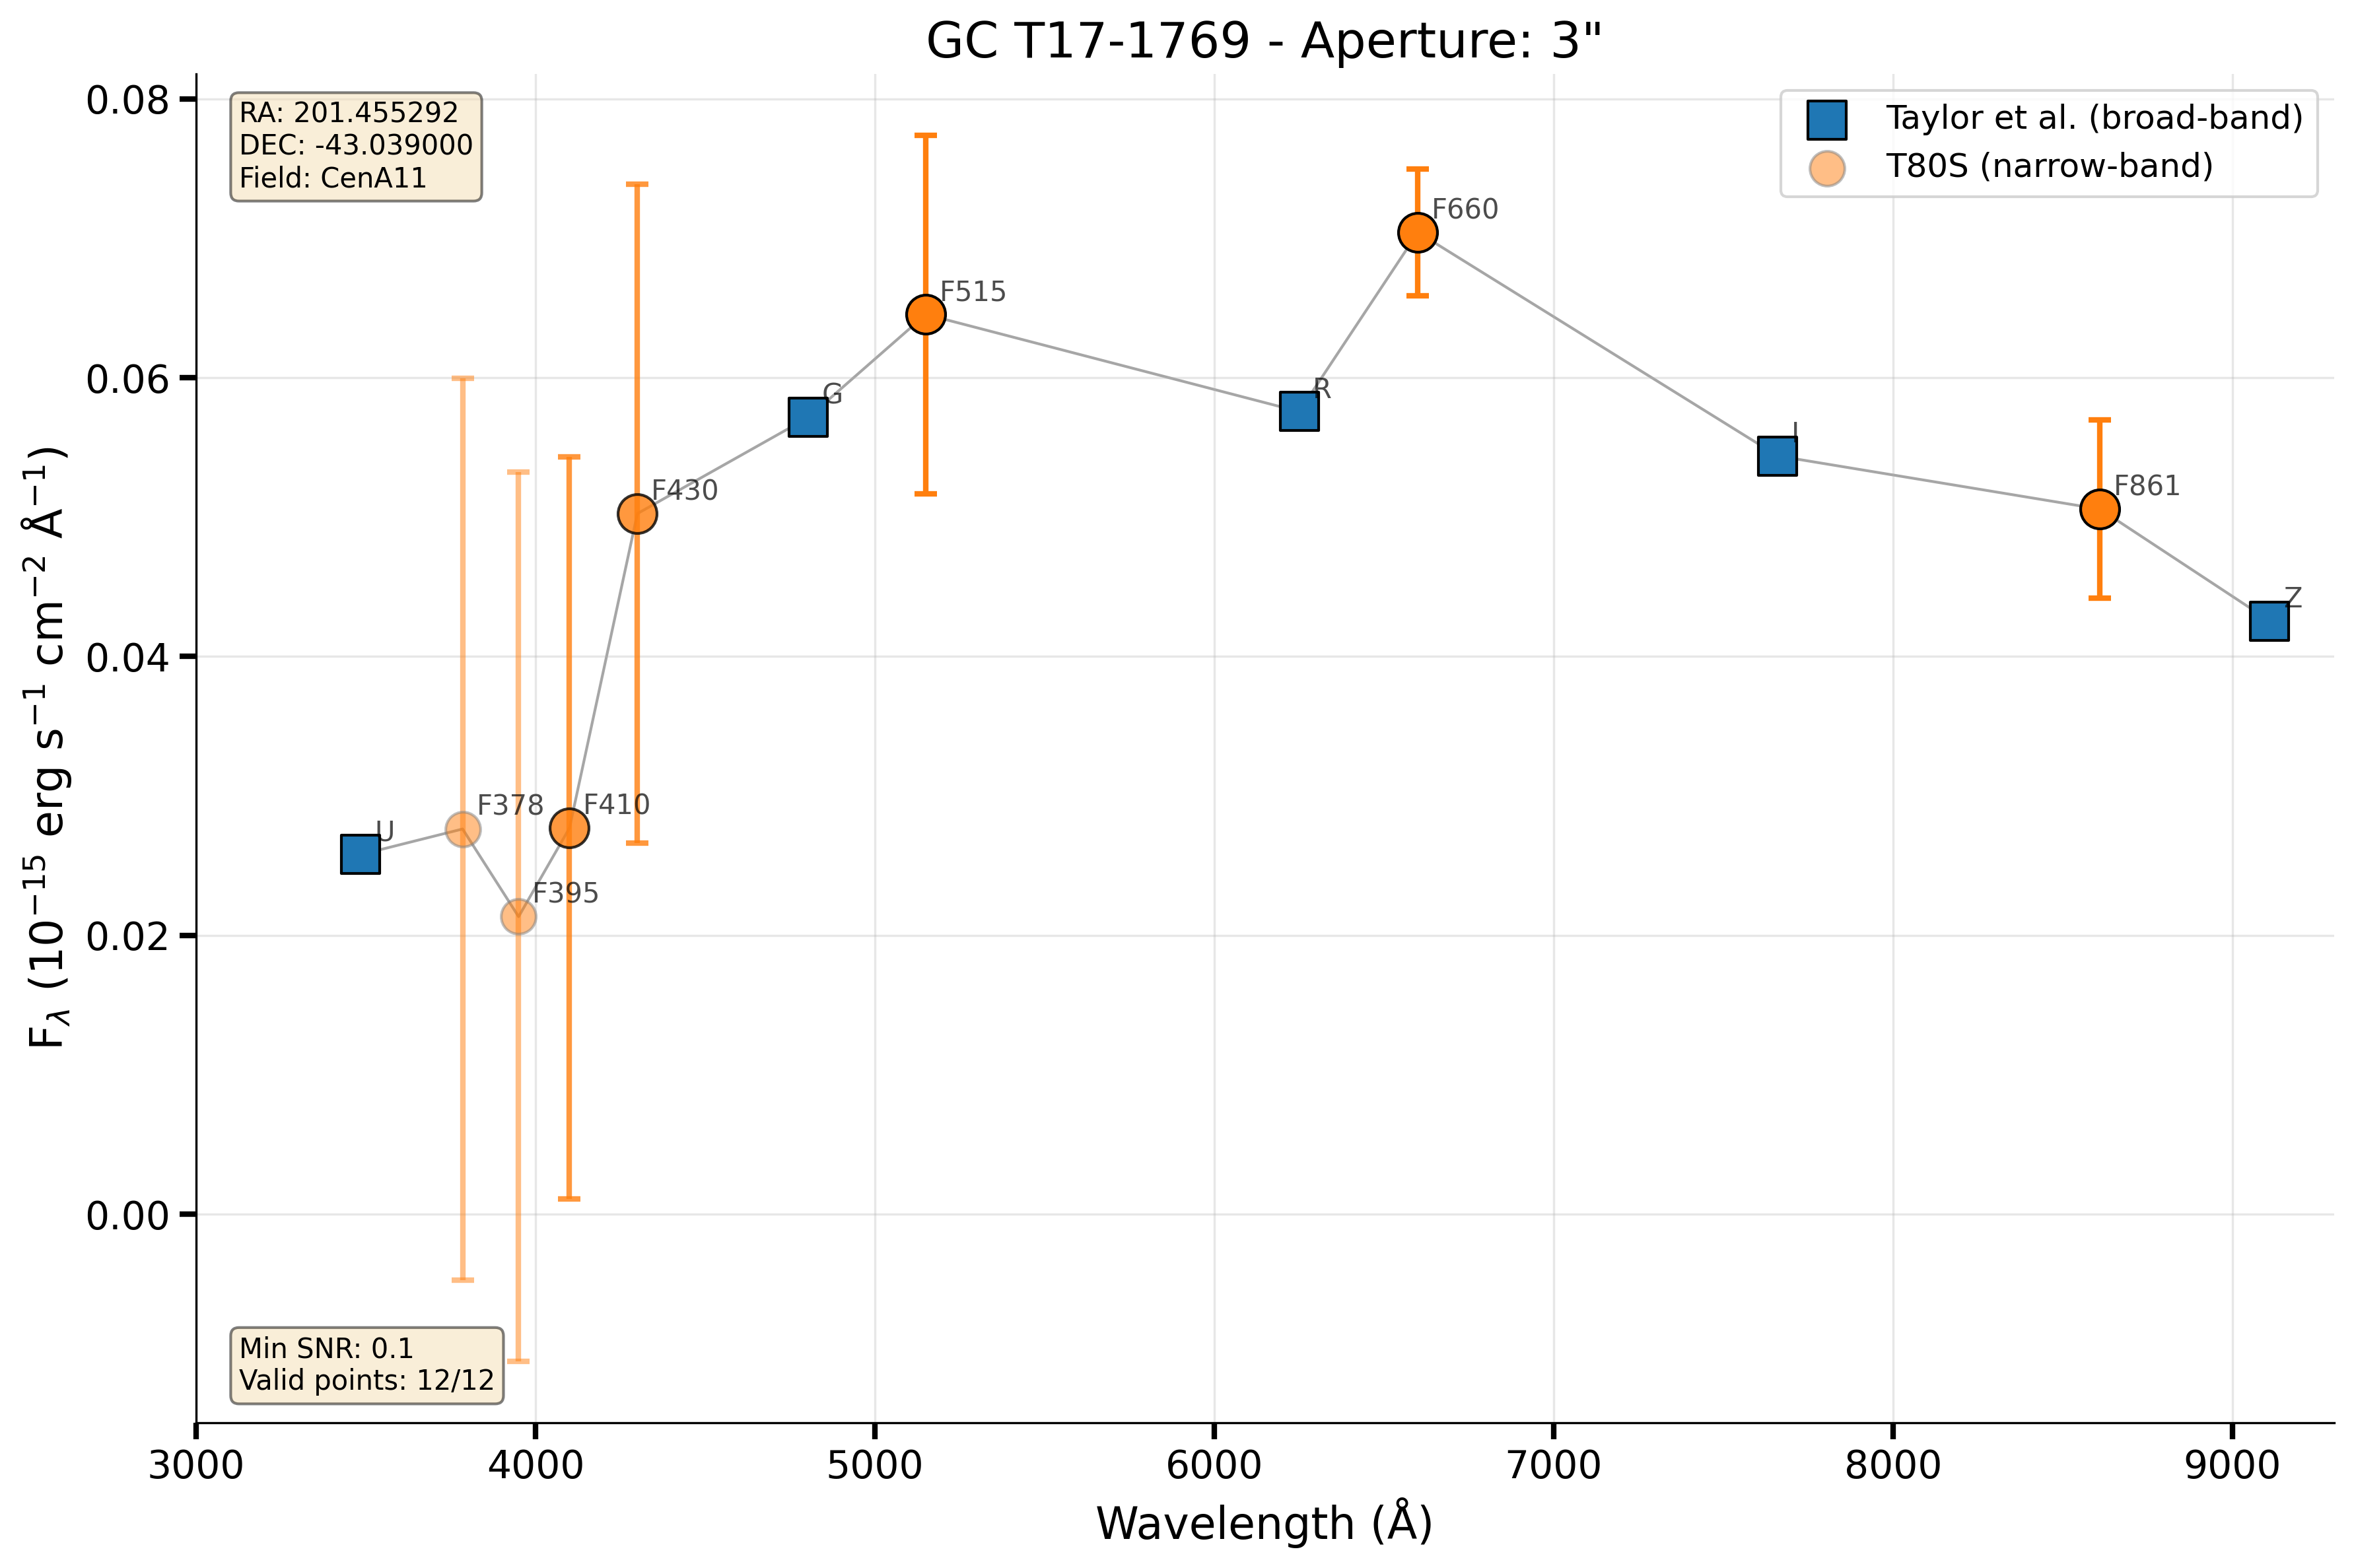 GC T17-1769 - Aperture: 3"
RA: 201.455292
DEC: -43.039000
Field: CenA11
Taylor et al. (broad-band)
T80S (narrow-band)
0.08
0.06
0.04
0.02
0.00
F_λ (10⁻¹⁵ erg s⁻¹ cm⁻² Å⁻¹)
U
F378
F395
F410
F430
G
F515
R
F660
I
F861
Z
Min SNR: 0.1
Valid points: 12/12
3000 4000 5000 6000 7000 8000 9000
Wavelength (Å)